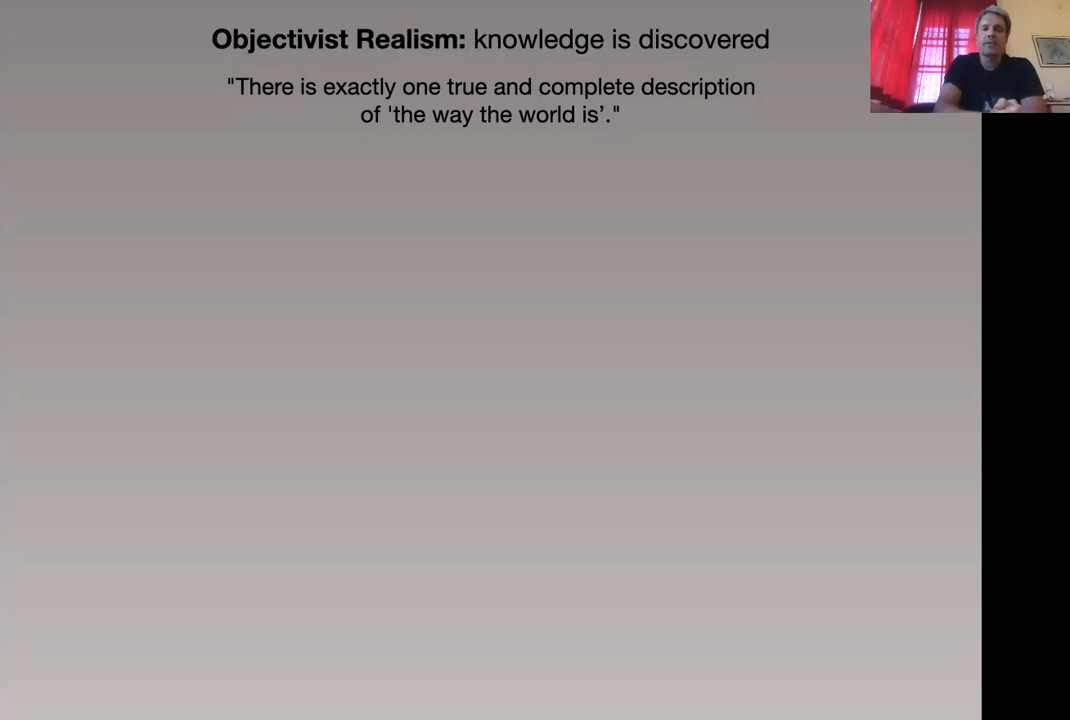 Objectivist Realism: knowledge is discovered
"There is exactly one true and complete description
of 'the way the world is’."